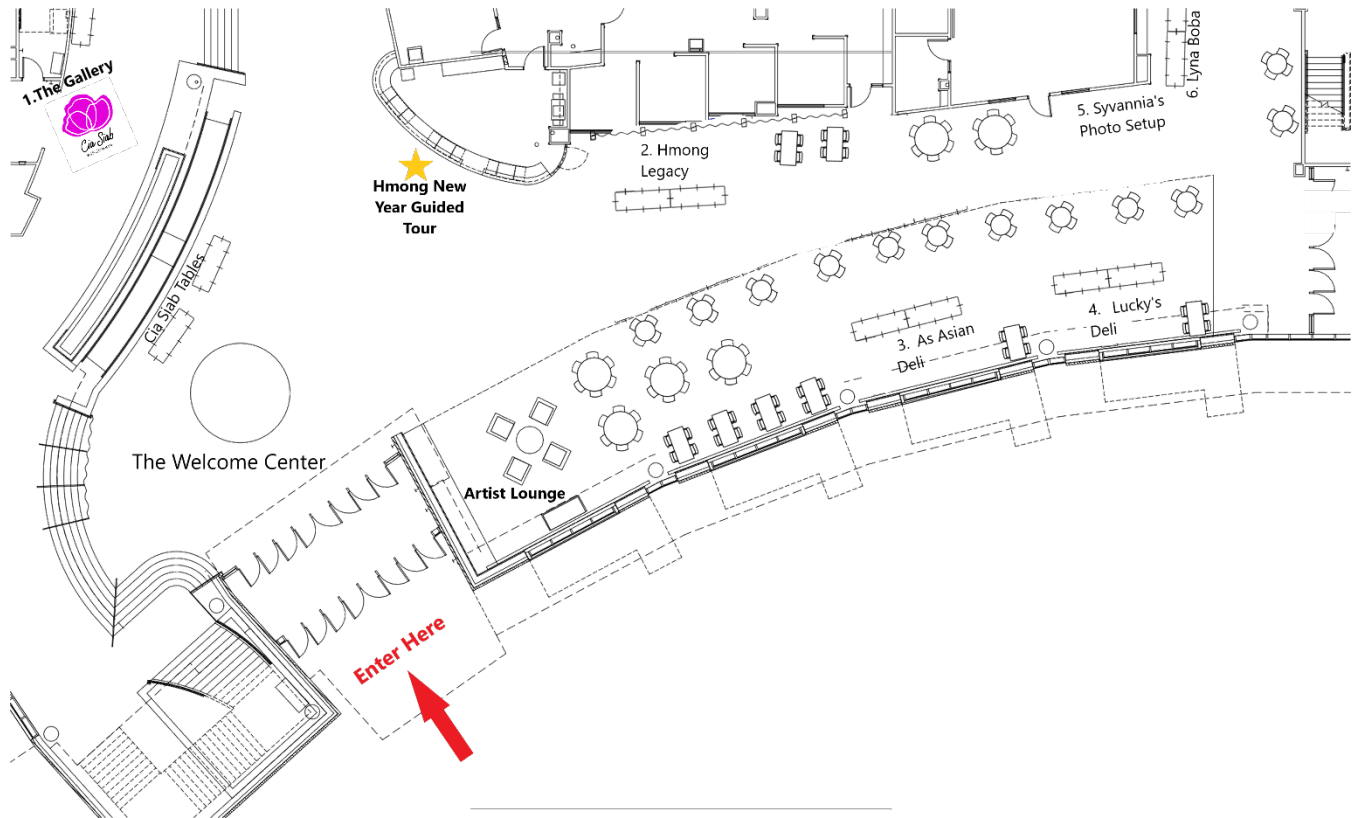 1.The Gallery
Cia Siab
Hmong New
Year Guided
Tour
2. Hmong
Legacy
5. Syvannia's
Photo Setup
6. Lyna Boba
Cia Siab Tables
3. As Asian
Deli
4. Lucky's
Deli
The Welcome Center
Artist Lounge
Enter Here